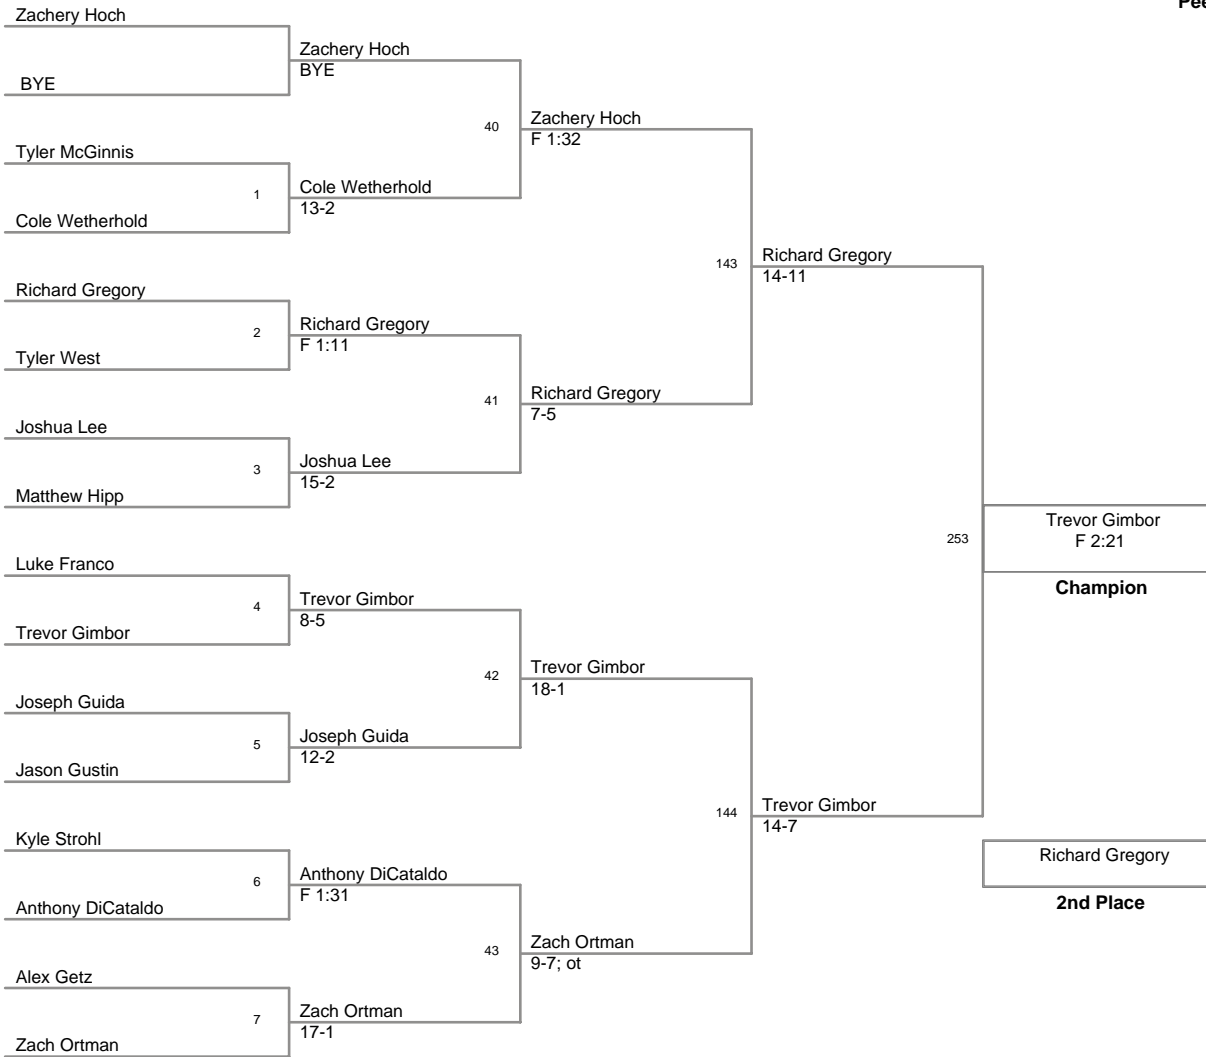 Pee
Zachery Hoch
Zachery Hoch
BYE
BYE
40
Zachery Hoch
F 1:32
Tyler McGinnis
1
Cole Wetherhold
13-2
Cole Wetherhold
143
Richard Gregory
14-11
Richard Gregory
2
Richard Gregory
F 1:11
Tyler West
41
Richard Gregory
7-5
Joshua Lee
3
Joshua Lee
15-2
Matthew Hipp
253
Trevor Gimbor
F 2:21
Champion
Luke Franco
4
Trevor Gimbor
8-5
Trevor Gimbor
42
Trevor Gimbor
18-1
Joseph Guida
5
Joseph Guida
12-2
Jason Gustin
144
Trevor Gimbor
14-7
Kyle Strohl
6
Anthony DiCataldo
F 1:31
Anthony DiCataldo
43
Zach Ortman
9-7; ot
Alex Getz
7
Zach Ortman
17-1
Zach Ortman
Richard Gregory
2nd Place